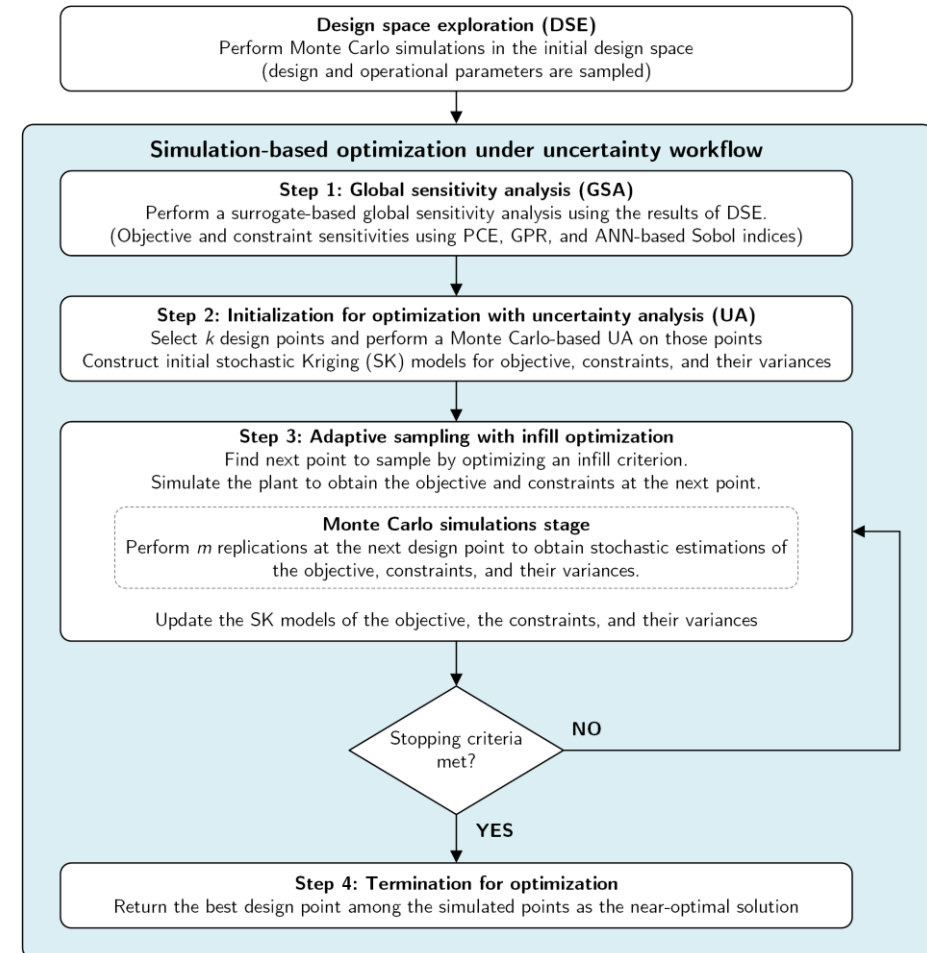 Design space exploration (DSE)
Perform Monte Carlo simulations in the initial design space
(design and operational parameters are sampled)
Simulation-based optimization under uncertainty workflow
Step 1: Global sensitivity analysis (GSA)
Perform a surrogate-based global sensitivity analysis using the results of DSE.
(Objective and constraint sensitivities using PCE, GPR, and ANN-based Sobol indices)
Step 2: Initialization for optimization with uncertainty analysis (UA)
Select k design points and perform a Monte Carlo-based UA on those points
Construct initial stochastic Kriging (SK) models for objective, constraints, and their variances
Step 3: Adaptive sampling with infill optimization
Find next point to sample by optimizing an infill criterion.
Simulate the plant to obtain the objective and constraints at the next point.
Monte Carlo simulations stage
Perform m replications at the next design point to obtain stochastic estimations of
the objective, constraints, and their variances.
Update the SK models of the objective, the constraints, and their variances
Stopping criteria
met?
NO
YES
Step 4: Termination for optimization
Return the best design point among the simulated points as the near-optimal solution